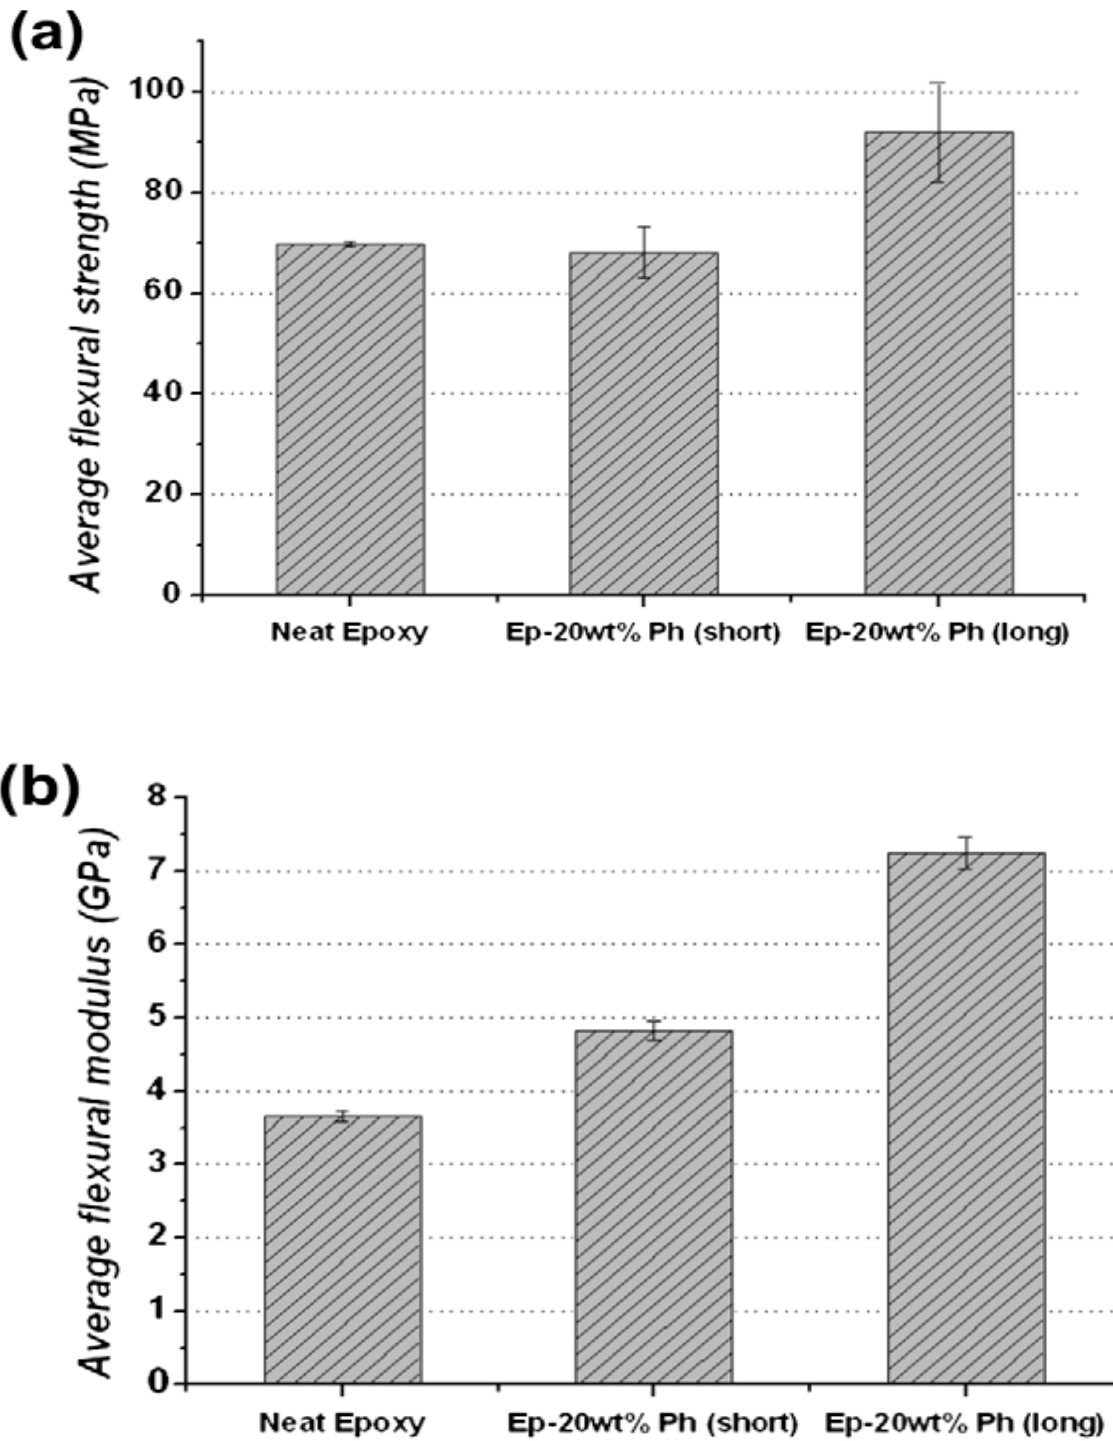 (a)
Average flexural strength (MPa)
100
80
60
40
20
0
Neat Epoxy
Ep-20wt% Ph (short)
Ep-20wt% Ph (long)
(b)
Average flexural modulus (GPa)
8
7
6
5
4
3
2
1
0
Neat Epoxy
Ep-20wt% Ph (short)
Ep-20wt% Ph (long)